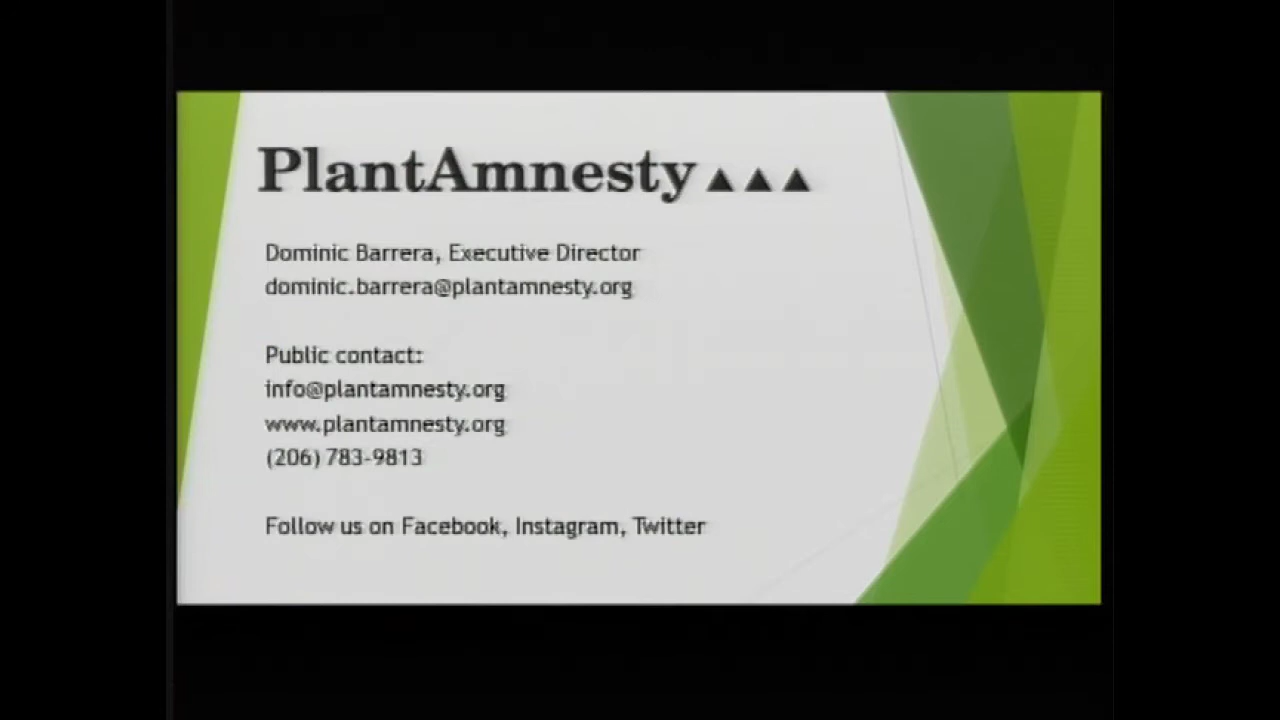 PlantAmnesty▲▲▲
Dominic Barrera, Executive Director
dominic.barrera@plantamnesty.org
Public contact:
info@plantamnesty.org
www.plantamnesty.org
(206) 783-9813
Follow us on Facebook, Instagram, Twitter